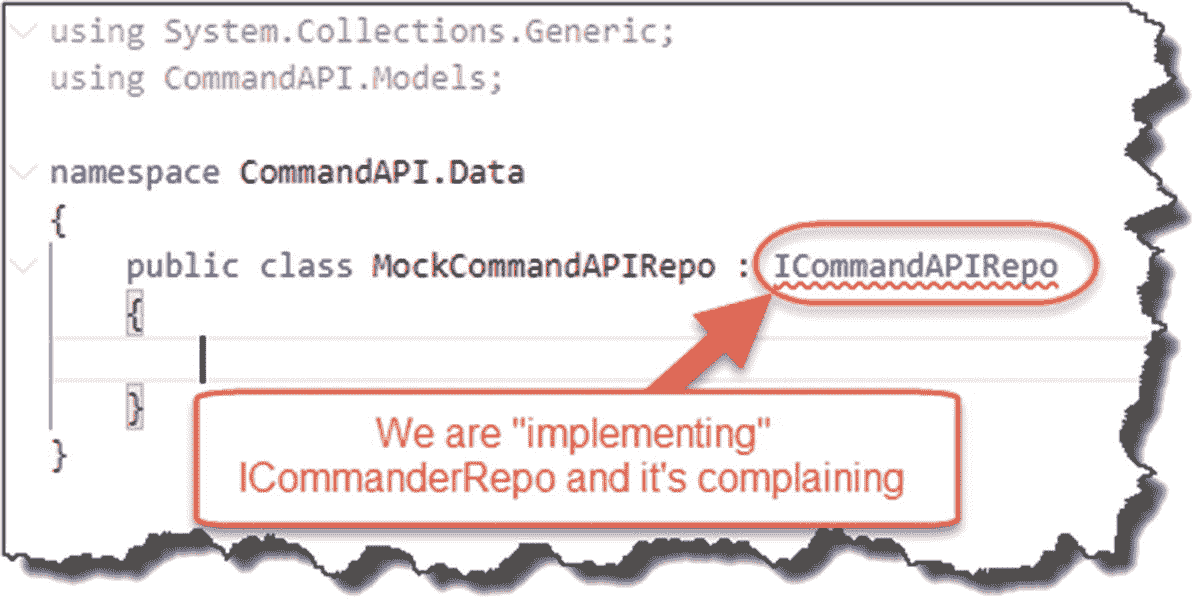 using System.Collections.Generic;
using CommandAPI.Models;
namespace CommandAPI.Data
{
public class MockCommandAPIRepo : ICommandAPIRepo
{
}
}
We are "implementing"
ICommanderRepo and it's complaining